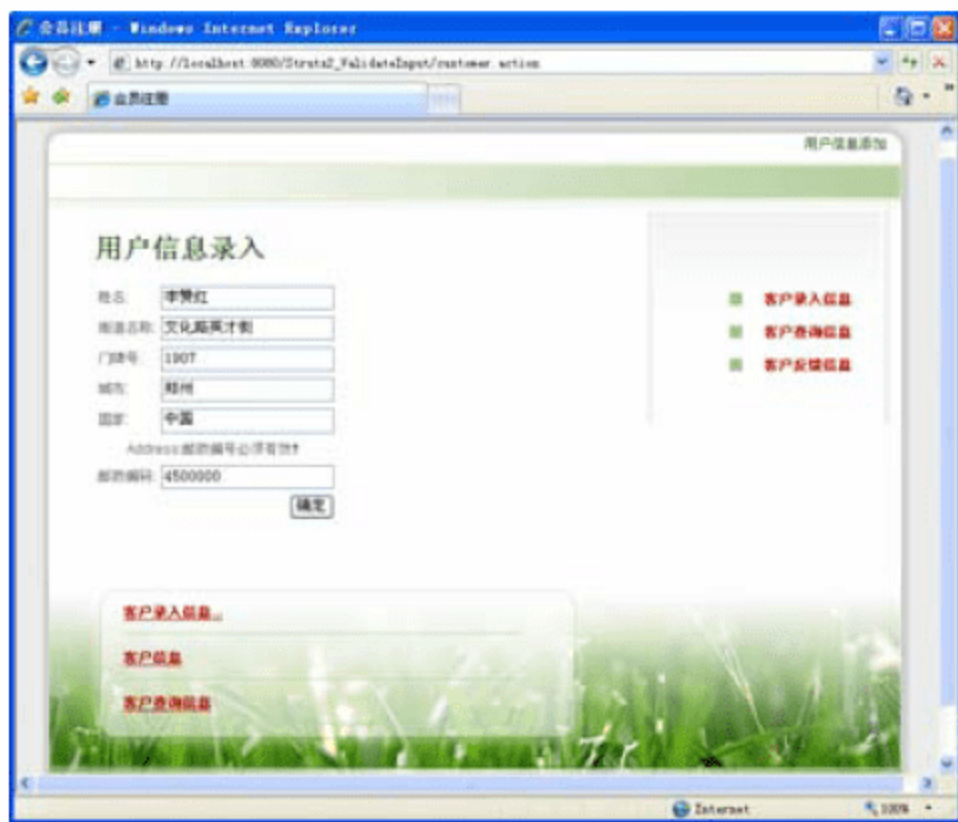 会员注册 - Windows Internet Explorer
http://localhost:8080/Struts2_ValidateInput/customer.action
会员注册
用户信息添加
用户信息录入
姓名: 李赞红
街道名称: 文化路英才街
门牌号: 1907
城市: 郑州
国家: 中国
Address:邮政编号必须有效!
邮政编码: 4500000
确定
客户录入信息
客户查询信息
客户反馈信息
客户录入信息...
客户信息
客户查询信息
Internet
100%